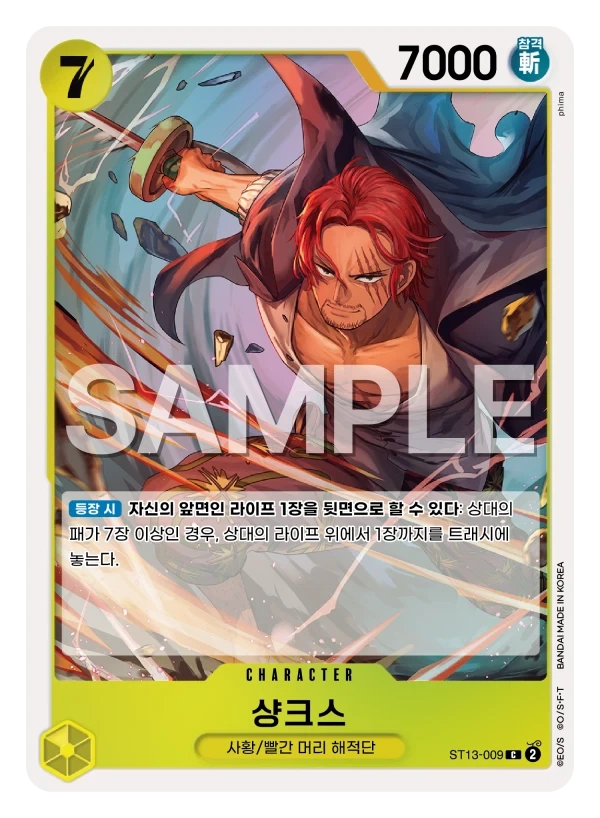 7
7000
참격
斬
phima
SAMPLE
등장 시 자신의 앞면인 라이프 1장을 뒷면으로 할 수 있다: 상대의
패가 7장 이상인 경우, 상대의 라이프 위에서 1장까지를 트래시에
놓는다.
CHARACTER
샹크스
사황/빨간 머리 해적단
ST13-009 C 2
©EO/S ©O/S・F・T BANDAI MADE IN KOREA